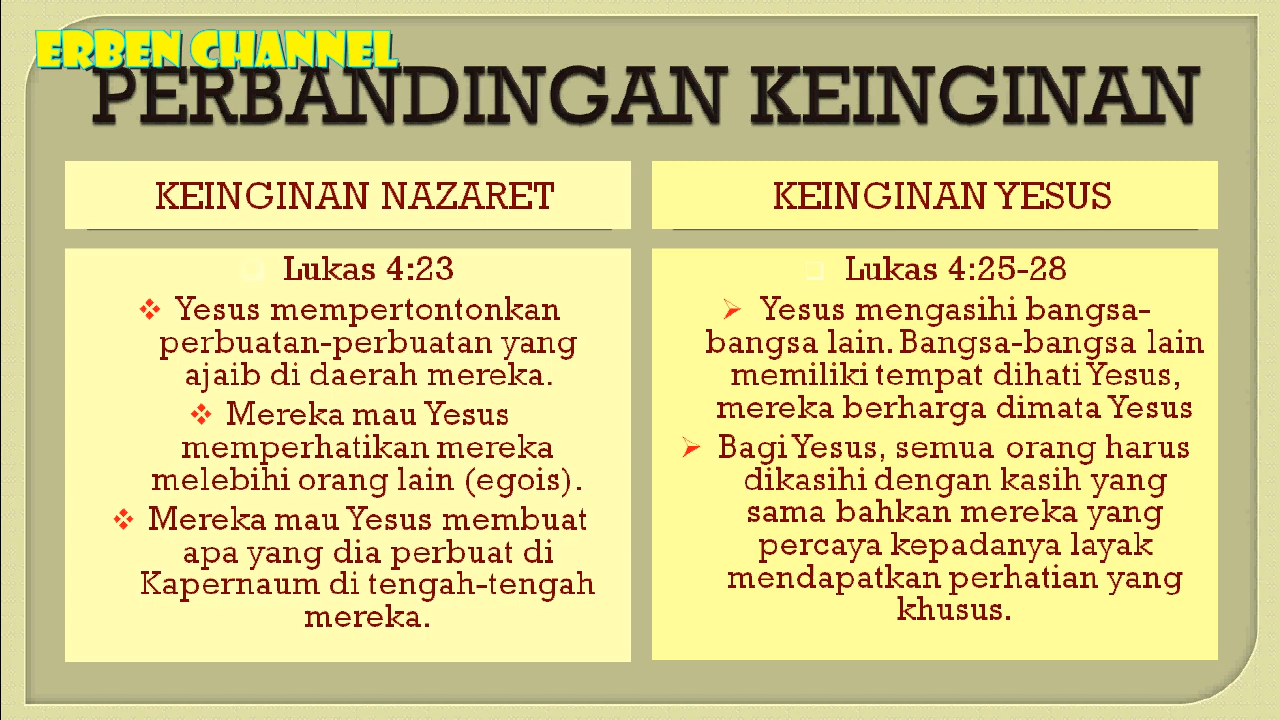 ERBEN CHANNEL
PERBANDINGAN KEINGINAN
KEINGINAN NAZARET
Lukas 4:23
Yesus mempertontonkan
perbuatan-perbuatan yang
ajaib di daerah mereka.
Mereka mau Yesus
memperhatikan mereka
melebihi orang lain (egois).
Mereka mau Yesus membuat
apa yang dia perbuat di
Kapernaum di tengah-tengah
mereka.
KEINGINAN YESUS
Lukas 4:25-28
Yesus mengasihi bangsa-
bangsa lain. Bangsa-bangsa lain
memiliki tempat dihati Yesus,
mereka berharga dimata Yesus
Bagi Yesus, semua orang harus
dikasihi dengan kasih yang
sama bahkan mereka yang
percaya kepadanya layak
mendapatkan perhatian yang
khusus.